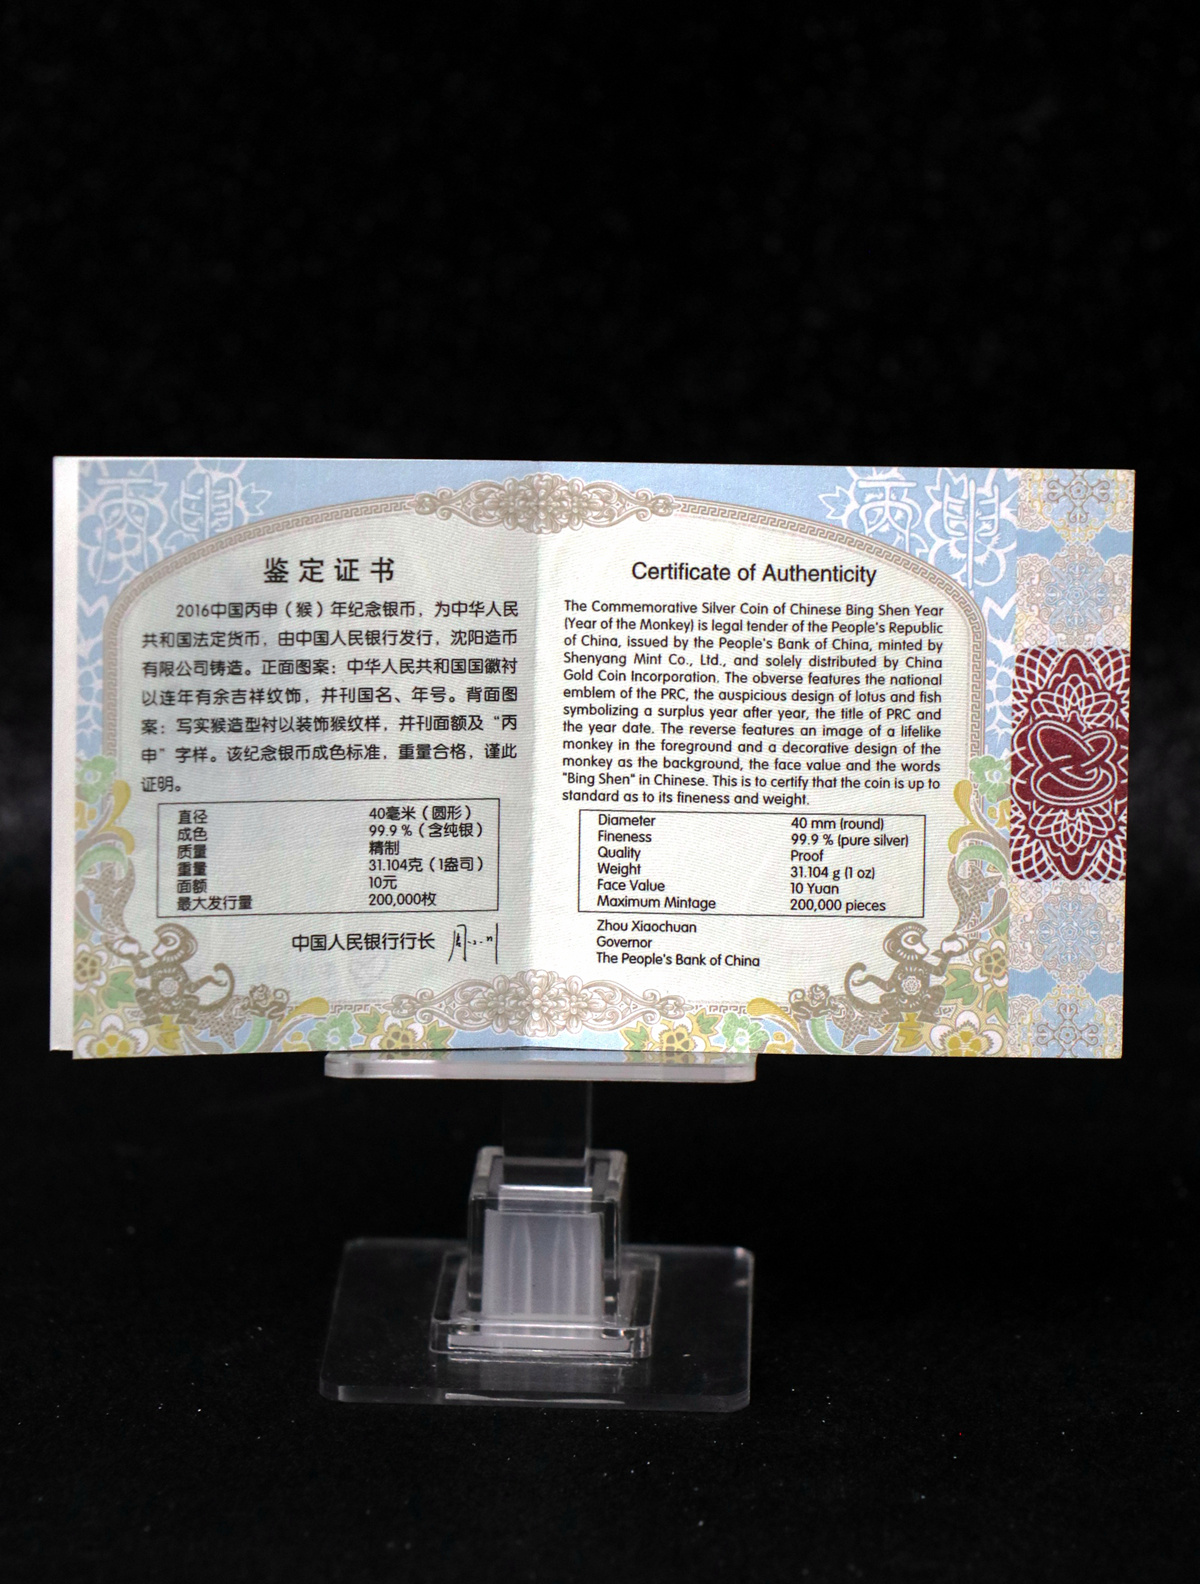 鉴定证书
2016中国丙申（猴）年纪念银币，为中华人民
共和国法定货币，由中国人民银行发行，沈阳造币
有限公司铸造。正面图案：中华人民共和国国徽衬
以连年有余吉祥纹饰，并刊国名、年号。背面图
案：写实猴造型衬以装饰猴纹样，并刊面额及“丙
申”字样。该纪念银币成色标准，重量合格，谨此
证明。
直径 40毫米（圆形）
成色 99.9％（含纯银）
质量 精制
重量 31.104克（1盎司）
面额 10元
最大发行量 200,000枚
中国人民银行行长
Certificate of Authenticity
The Commemorative Silver Coin of Chinese Bing Shen Year
(Year of the Monkey) is legal tender of the People's Republic
of China, issued by the People's Bank of China, minted by
Shenyang Mint Co., Ltd., and solely distributed by China
Gold Coin Incorporation. The obverse features the national
emblem of the PRC, the auspicious design of lotus and fish
symbolizing a surplus year after year, the title of PRC and
the year date. The reverse features an image of a lifelike
monkey in the foreground and a decorative design of the
monkey as the background, the face value and the words
"Bing Shen" in Chinese. This is to certify that the coin is up to
standard as to its fineness and weight.
Diameter 40 mm (round)
Fineness 99.9 % (pure silver)
Quality Proof
Weight 31.104 g (1 oz)
Face Value 10 Yuan
Maximum Mintage 200,000 pieces
Zhou Xiaochuan
Governor
The People's Bank of China